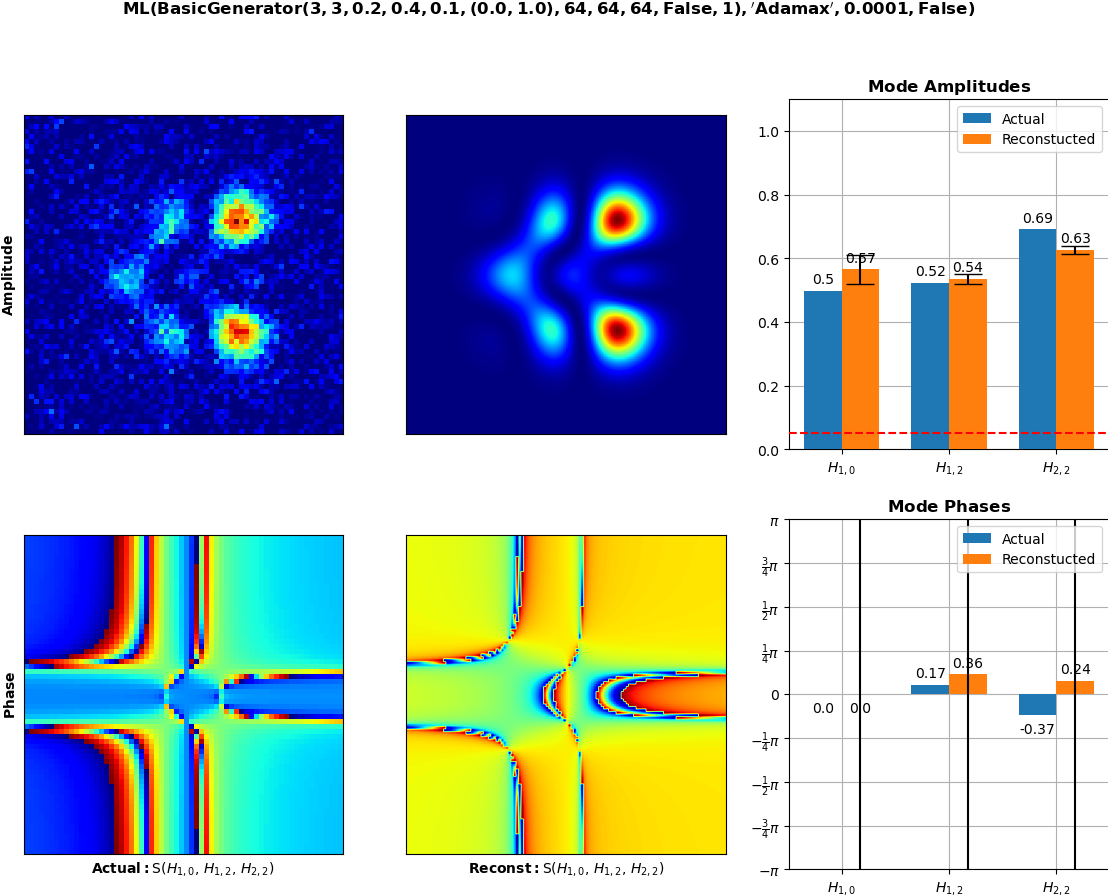 ML(BasicGenerator(3, 3, 0.2, 0.4, 0.1, (0.0, 1.0), 64, 64, 64, False, 1), 'Adamax', 0.0001, False)
Amplitude
Mode Amplitudes
Actual
Reconstucted
1.0
0.8
0.6
0.4
0.2
0.0
0.5
0.57
0.52
0.54
0.69
0.63
H1,0
H1,2
H2,2
Phase
Actual: S(H1,0, H1,2, H2,2)
Reconst: S(H1,0, H1,2, H2,2)
Mode Phases
Actual
Reconstucted
π
3/4π
1/2π
1/4π
0
−1/4π
−1/2π
−3/4π
−π
0.0
0.0
0.17
0.36
-0.37
0.24
H1,0
H1,2
H2,2